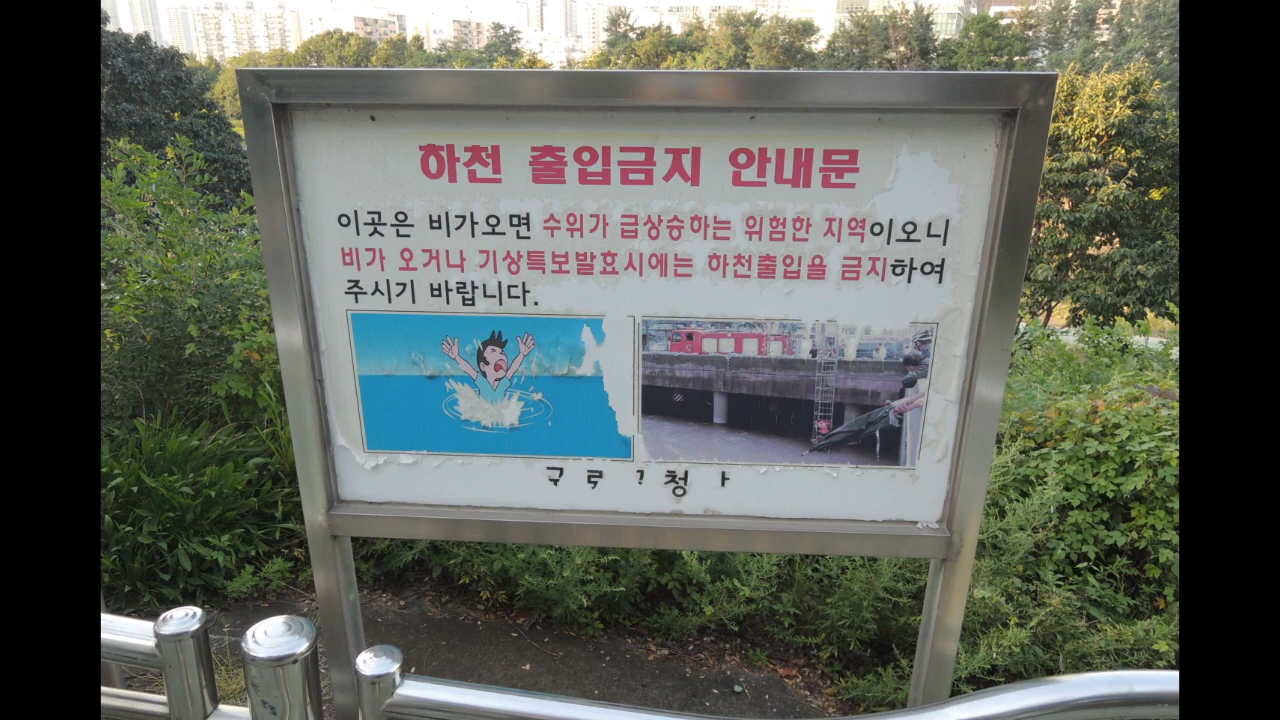 하천 출입금지 안내문
이곳은 비가오면 수위가 급상승하는 위험한 지역이오니
비가 오거나 기상특보발효시에는 하천출입을 금지하여
주시기 바랍니다.